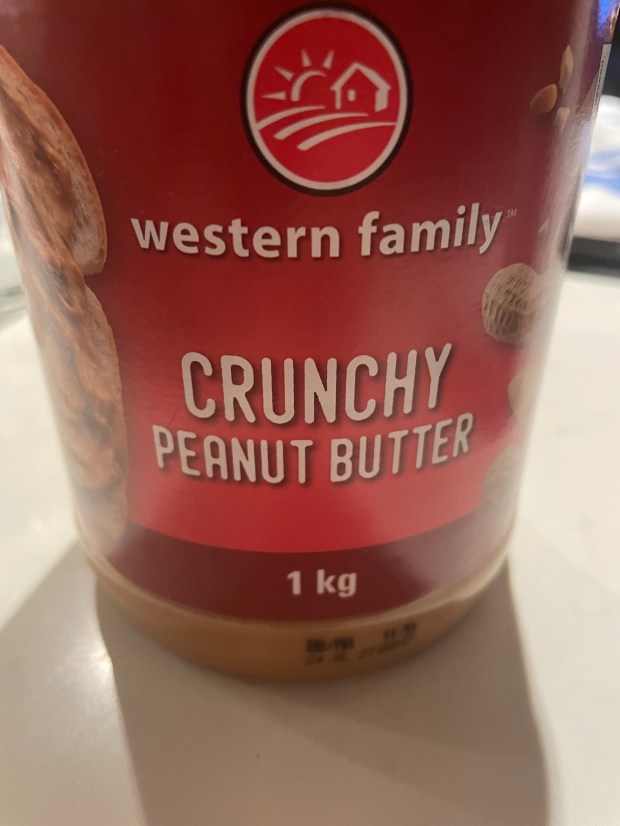 western family™
CRUNCHY
PEANUT BUTTER
1 kg